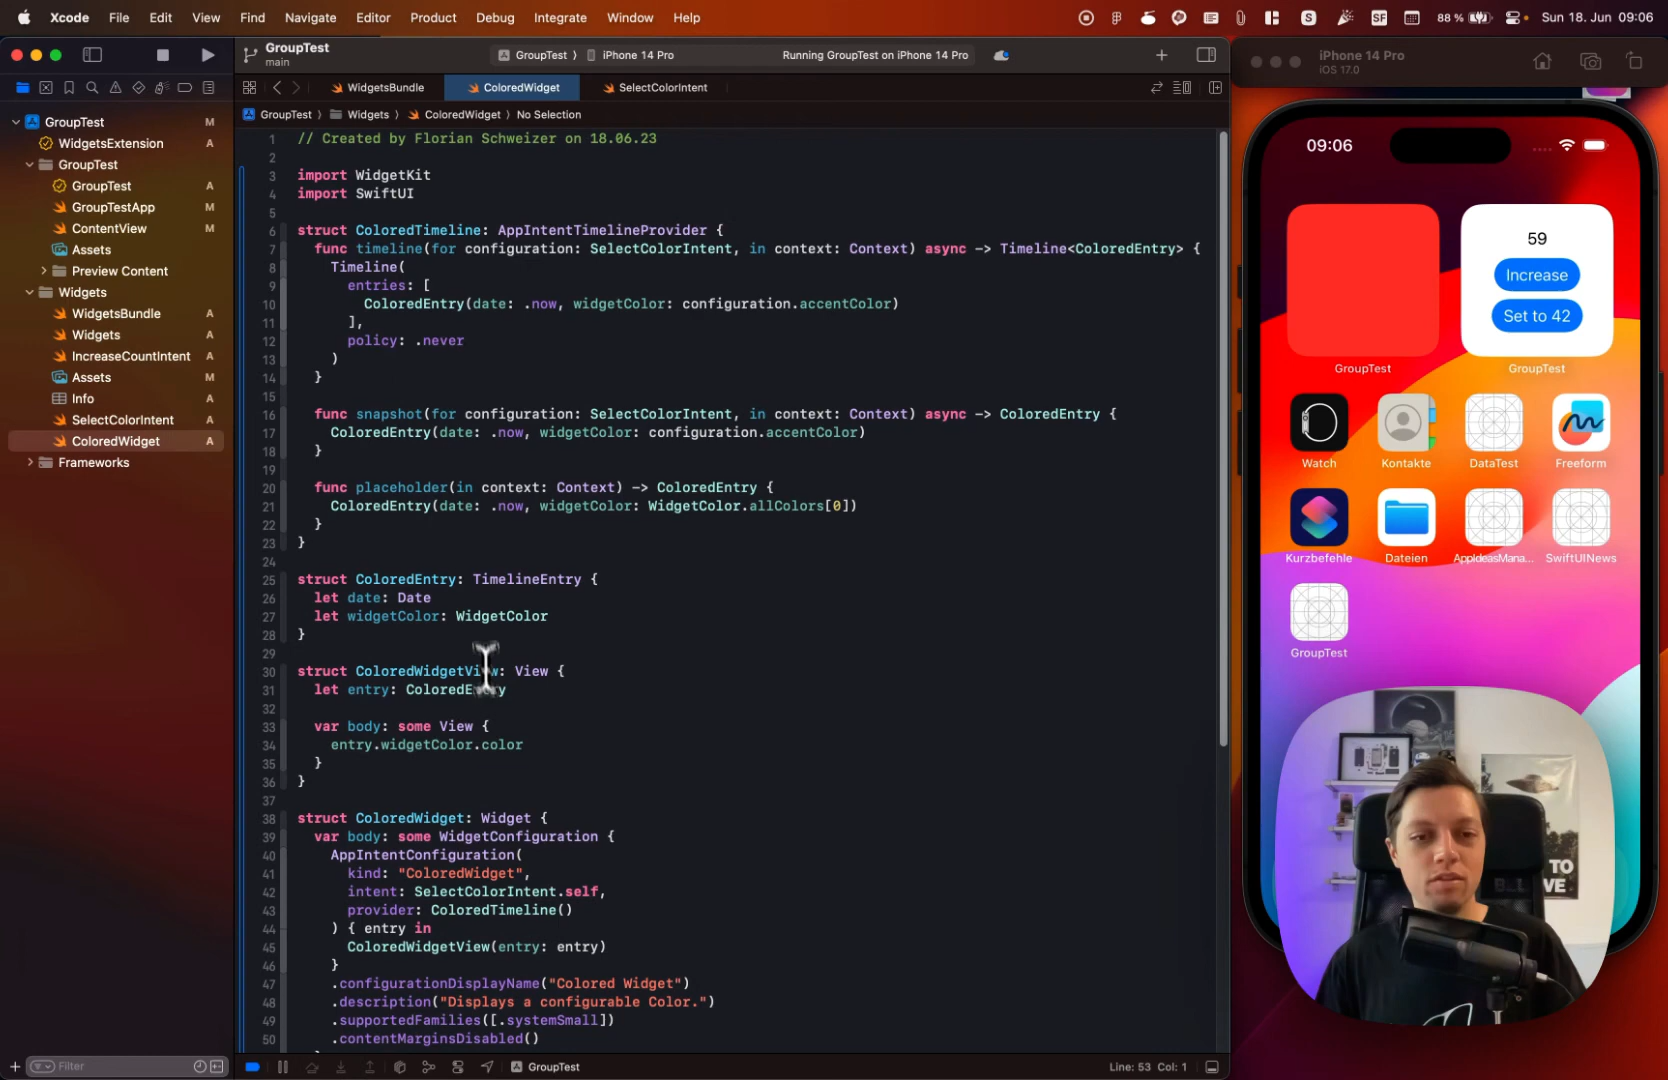 Xcode File Edit View Find Navigate Editor Product Debug Integrate Window Help
S SF 88 % Sun 18. Jun 09:06
GroupTest
main
GroupTest iPhone 14 Pro
Running GroupTest on iPhone 14 Pro
WidgetsBundle ColoredWidget SelectColorIntent
GroupTest Widgets ColoredWidget No Selection
GroupTest M
WidgetsExtension A
GroupTest
GroupTest A
GroupTestApp M
ContentView M
Assets
Preview Content
Widgets
WidgetsBundle A
Widgets A
IncreaseCountIntent A
Assets M
Info A
SelectColorIntent A
ColoredWidget A
Frameworks
Filter
1 // Created by Florian Schweizer on 18.06.23
2
3 import WidgetKit
4 import SwiftUI
5
6 struct ColoredTimeline: AppIntentTimelineProvider {
7 func timeline(for configuration: SelectColorIntent, in context: Context) async -> Timeline<ColoredEntry> {
8 Timeline(
9 entries: [
10 ColoredEntry(date: .now, widgetColor: configuration.accentColor)
11 ],
12 policy: .never
13 )
14 }
15
16 func snapshot(for configuration: SelectColorIntent, in context: Context) async -> ColoredEntry {
17 ColoredEntry(date: .now, widgetColor: configuration.accentColor)
18 }
19
20 func placeholder(in context: Context) -> ColoredEntry {
21 ColoredEntry(date: .now, widgetColor: WidgetColor.allColors[0])
22 }
23 }
24
25 struct ColoredEntry: TimelineEntry {
26 let date: Date
27 let widgetColor: WidgetColor
28 }
29
30 struct ColoredWidgetView: View {
31 let entry: ColoredEntry
32
33 var body: some View {
34 entry.widgetColor.color
35 }
36 }
37
38 struct ColoredWidget: Widget {
39 var body: some WidgetConfiguration {
40 AppIntentConfiguration(
41 kind: "ColoredWidget",
42 intent: SelectColorIntent.self,
43 provider: ColoredTimeline()
44 ) { entry in
45 ColoredWidgetView(entry: entry)
46 }
47 .configurationDisplayName("Colored Widget")
48 .description("Displays a configurable Color.")
49 .supportedFamilies([.systemSmall])
50 .contentMarginsDisabled()
GroupTest
Line: 53 Col: 1
iPhone 14 Pro
iOS 17.0
09:06
59
Increase
Set to 42
GroupTest GroupTest
Watch Kontakte DataTest Freeform
Kurzbefehle Dateien AppIdeasMana... SwiftUINews
GroupTest
TO